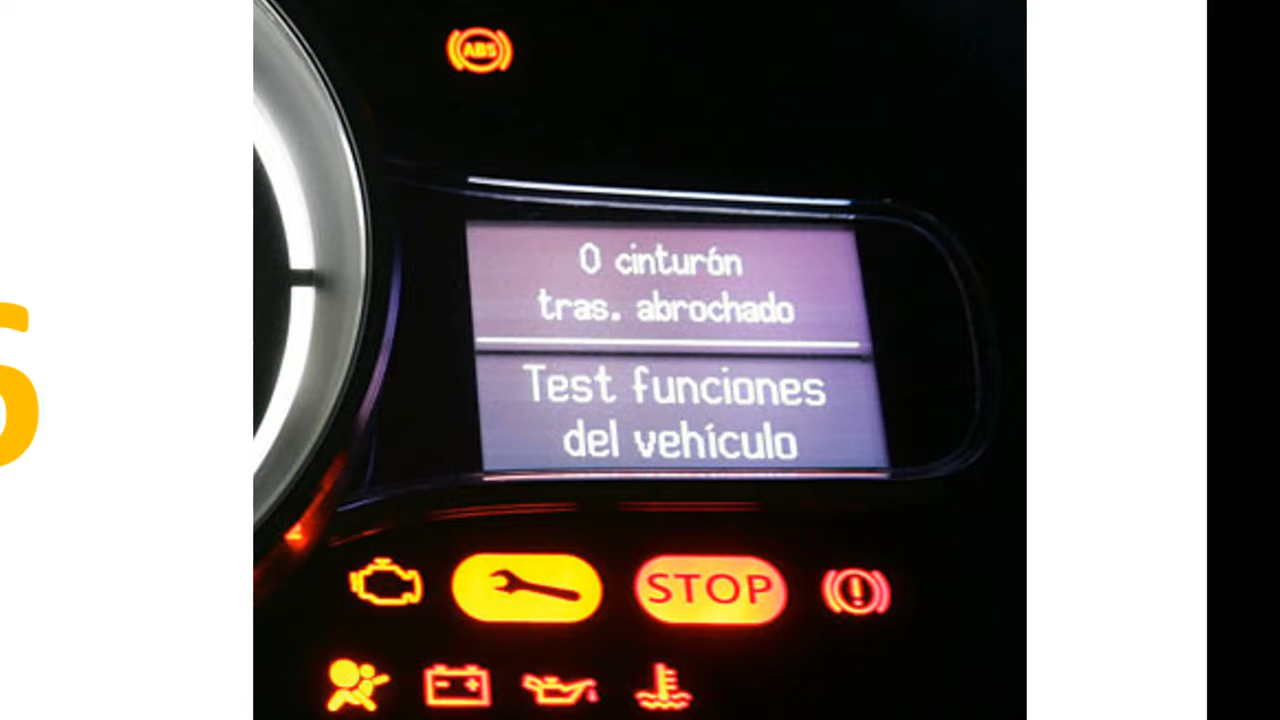 ABS
0 cinturón
tras. abrochado
Test funciones
del vehículo
STOP